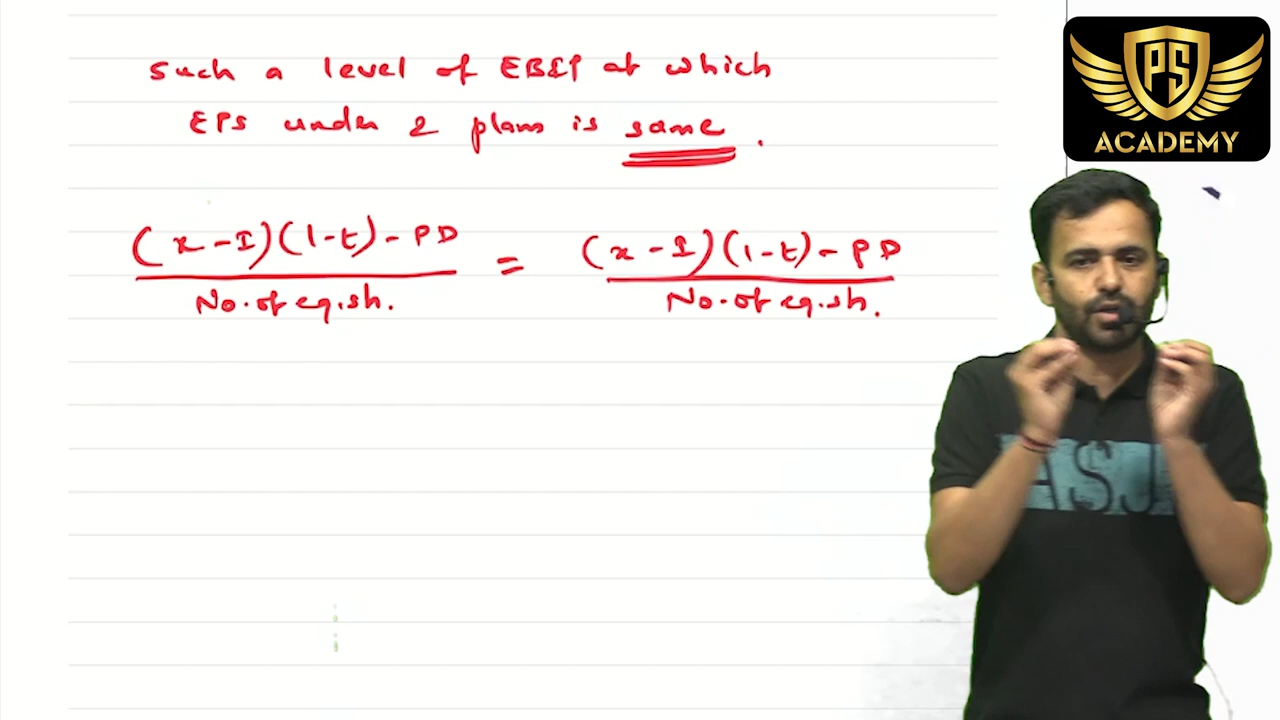 such a level of EBIT at which
EPS under 2 plans is same.
(x-I)(1-t)-PD = (x-I)(1-t)-PD
No. of eq. sh. No. of eq. sh.
PS
ACADEMY
ASJ